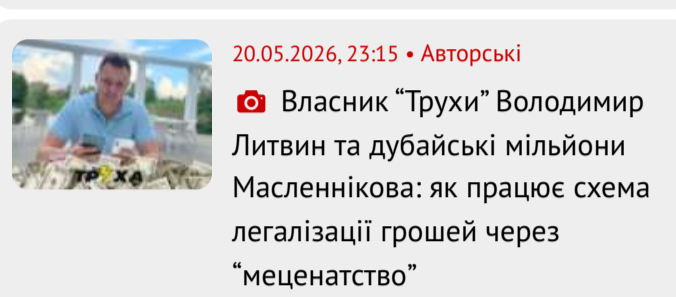 20.05.2026, 23:15 • Авторські
Власник “Трухи” Володимир
Литвин та дубайські мільйони
Масленнікова: як працює схема
легалізації грошей через
“меценатство”
ТРУХА